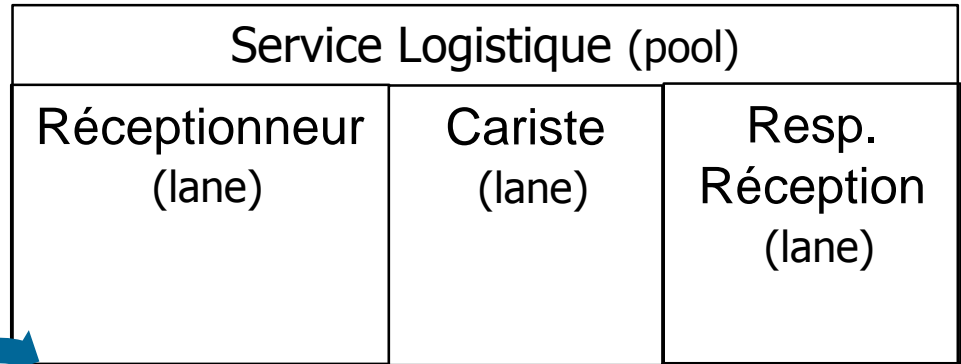 Service Logistique (pool)
Réceptionneur
(lane)
Cariste
(lane)
Resp.
Réception
(lane)